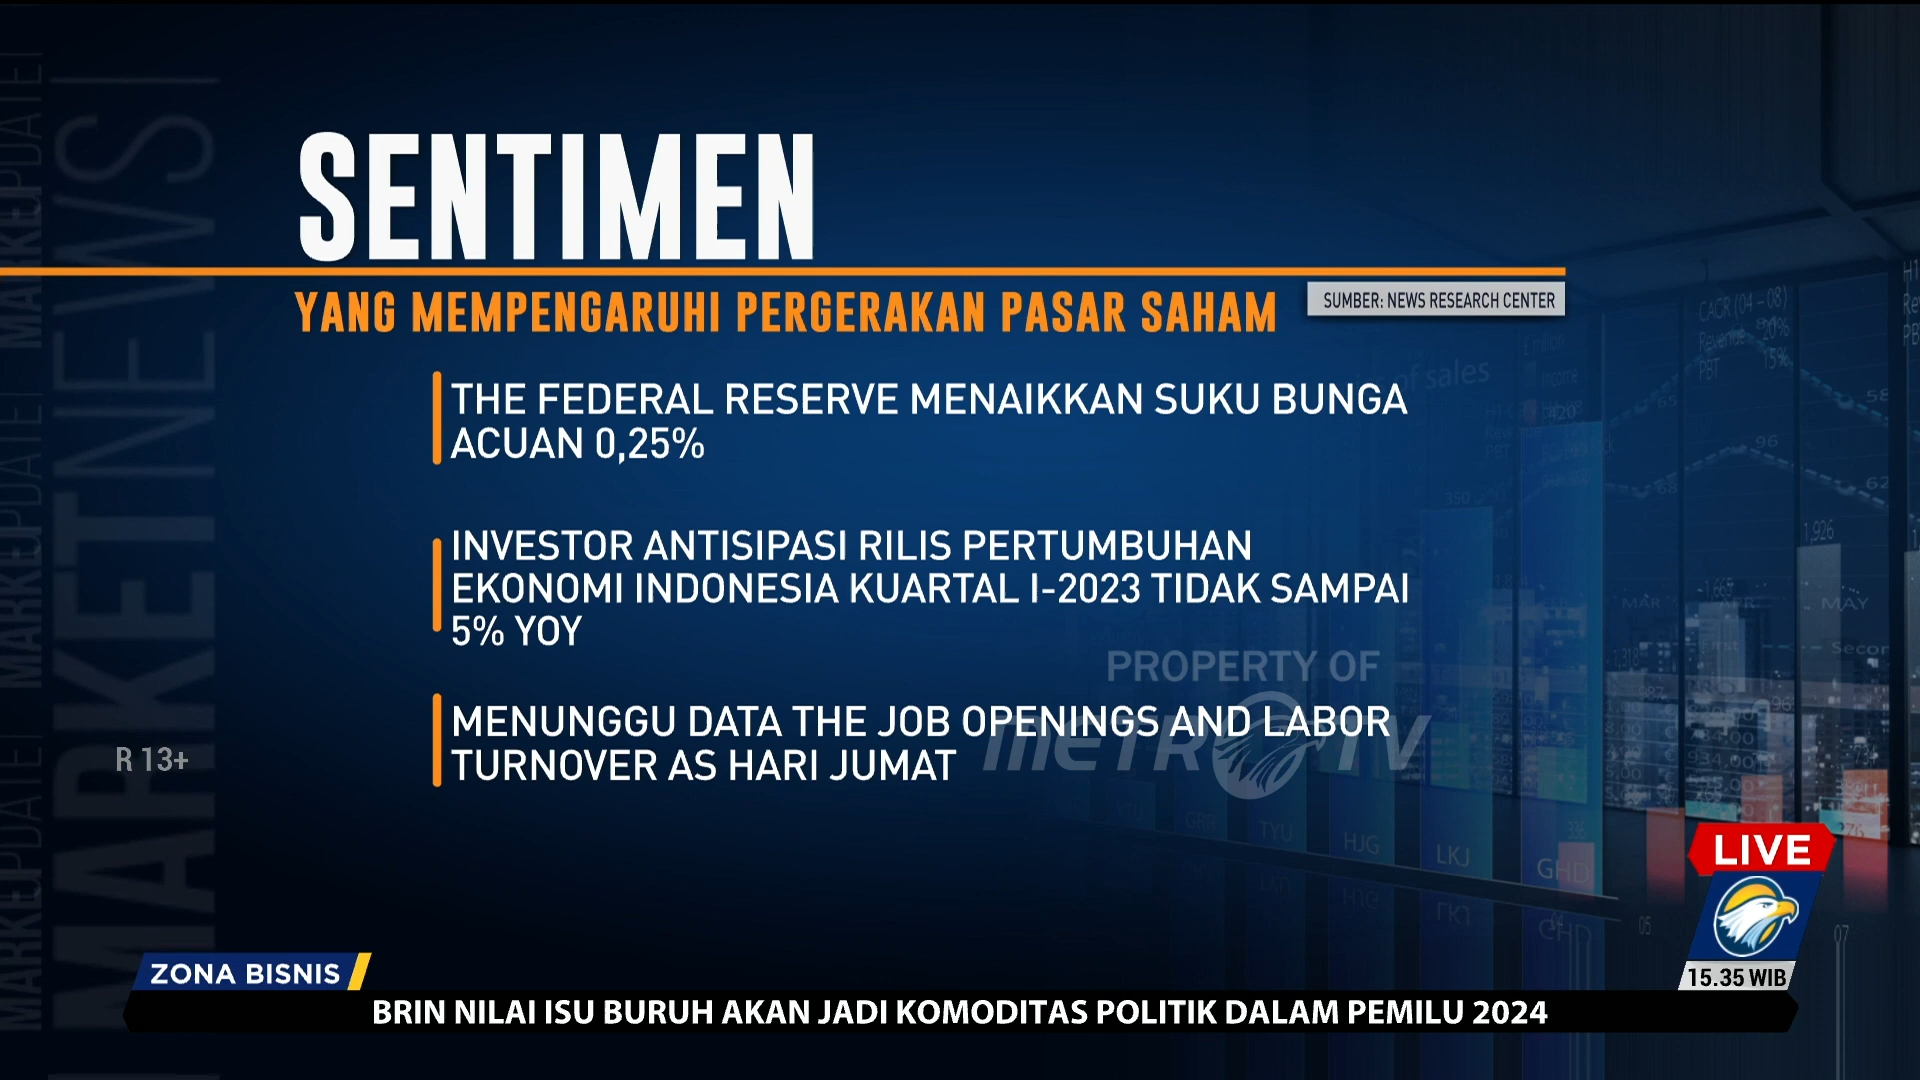 SENTIMEN
YANG MEMPENGARUHI PERGERAKAN PASAR SAHAM
SUMBER: NEWS RESEARCH CENTER
THE FEDERAL RESERVE MENAIKKAN SUKU BUNGA
ACUAN 0,25%
INVESTOR ANTISIPASI RILIS PERTUMBUHAN
EKONOMI INDONESIA KUARTAL I-2023 TIDAK SAMPAI
5% YOY
MENUNGGU DATA THE JOB OPENINGS AND LABOR
TURNOVER AS HARI JUMAT
PROPERTY OF
METRO TV
R 13+
MARKETNEWS
LIVE
15.35 WIB
ZONA BISNIS
BRIN NILAI ISU BURUH AKAN JADI KOMODITAS POLITIK DALAM PEMILU 2024